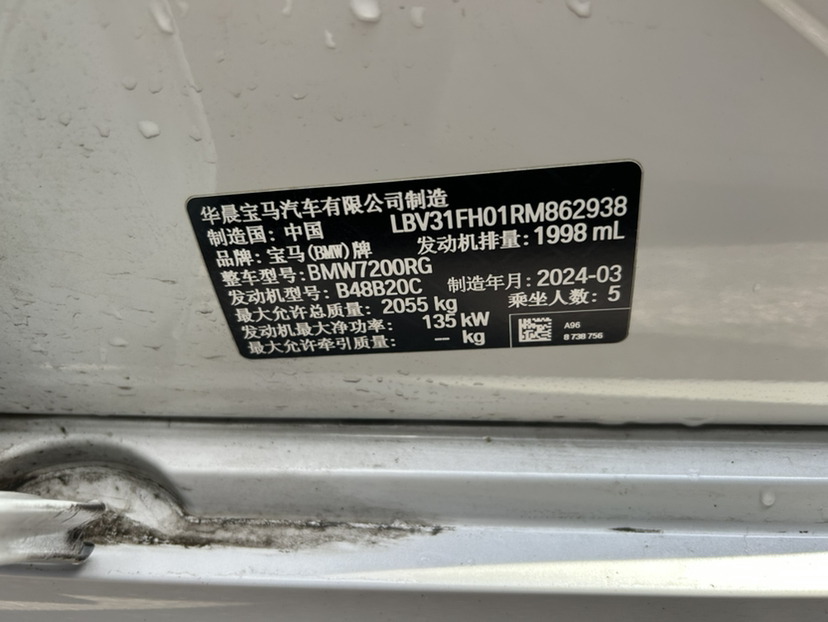 华晨宝马汽车有限公司制造
制造国: 中国 LBV31FH01RM862938
品牌: 宝马(BMW)牌 发动机排量: 1998 mL
整车型号: BMW7200RG
发动机型号: B48B20C 制造年月: 2024-03
最大允许总质量: 2055 kg 乘坐人数: 5
发动机最大净功率: 135 kW
最大允许牵引质量: — kg
A96
8 738 756